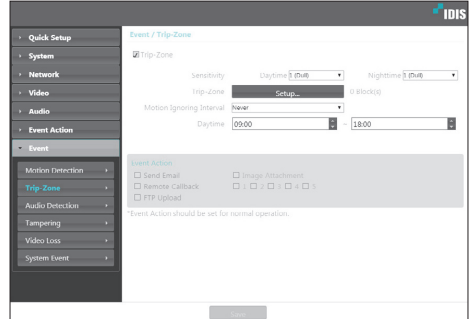 IDIS
Quick Setup
System
Network
Video
Audio
Event Action
Event
Motion Detection
Trip-Zone
Audio Detection
Tampering
Video Loss
System Event
Event / Trip-Zone
Trip-Zone
Sensitivity Daytime 1 (Dull) Nighttime 1 (Dull)
Trip-Zone Setup... 0 Block(s)
Motion Ignoring Interval Never
Daytime 09:00 ~ 18:00
Event Action
Send Email Image Attachment
Remote Callback 1 2 3 4 5
FTP Upload
*Event Action should be set for normal operation.
Save